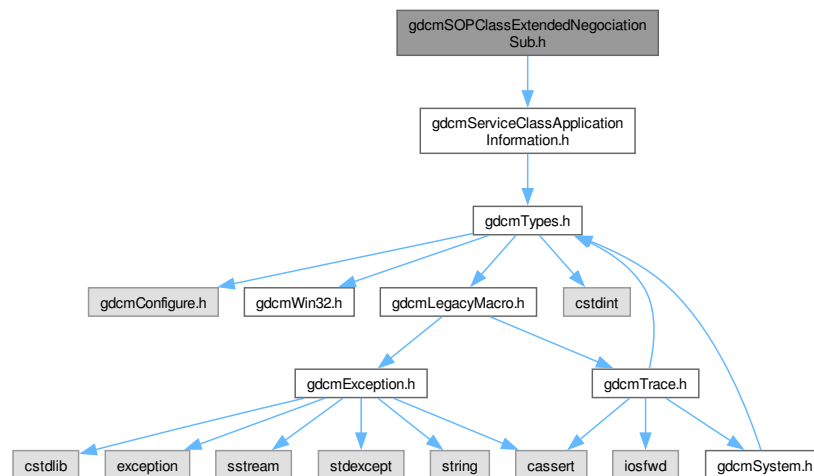 gdcmSOPClassExtendedNegociation
Sub.h
gdcmServiceClassApplication
Information.h
gdcmTypes.h
gdcmConfigure.h
gdcmWin32.h
gdcmLegacyMacro.h
cstdint
gdcmException.h
gdcmTrace.h
cstdlib
exception
sstream
stdexcept
string
cassert
iosfwd
gdcmSystem.h